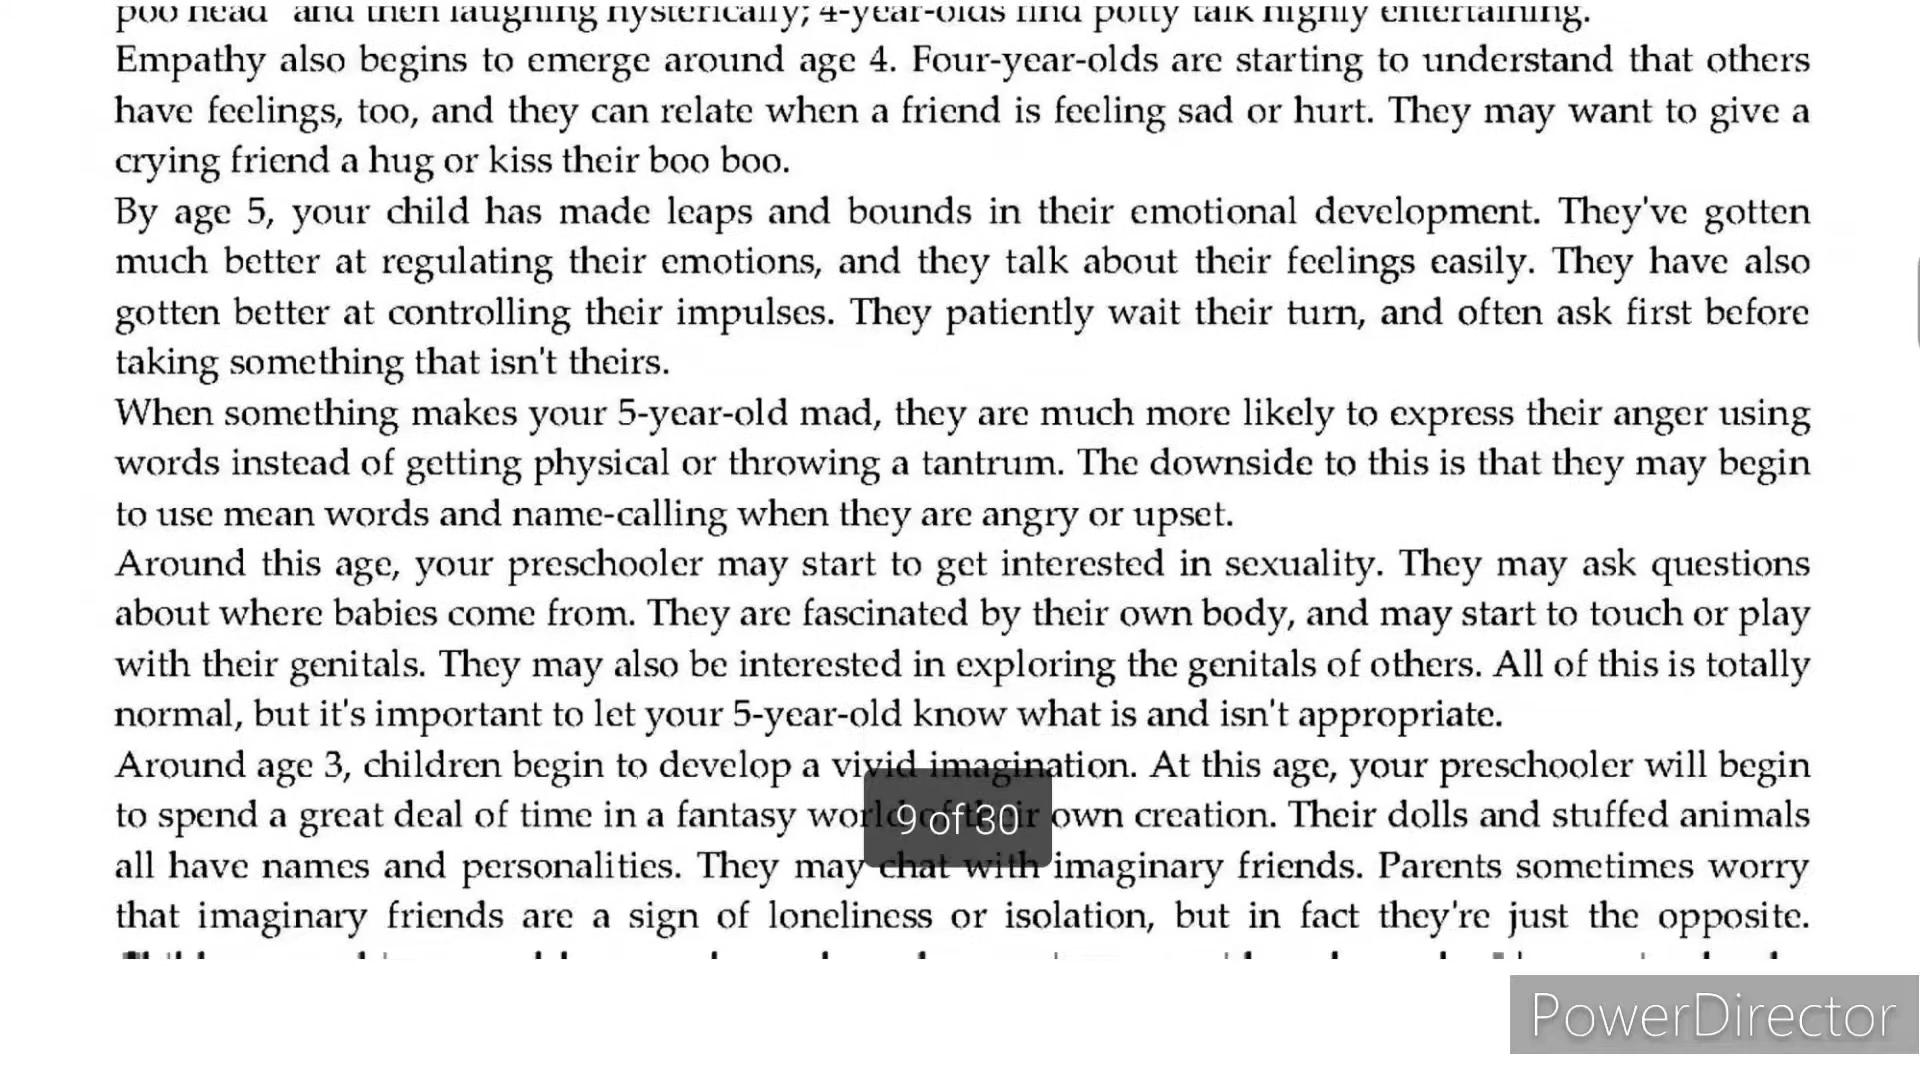 poo head" and then laughing hysterically; 4-year-olds find potty talk highly entertaining.
Empathy also begins to emerge around age 4. Four-year-olds are starting to understand that others
have feelings, too, and they can relate when a friend is feeling sad or hurt. They may want to give a
crying friend a hug or kiss their boo boo.
By age 5, your child has made leaps and bounds in their emotional development. They've gotten
much better at regulating their emotions, and they talk about their feelings easily. They have also
gotten better at controlling their impulses. They patiently wait their turn, and often ask first before
taking something that isn't theirs.
When something makes your 5-year-old mad, they are much more likely to express their anger using
words instead of getting physical or throwing a tantrum. The downside to this is that they may begin
to use mean words and name-calling when they are angry or upset.
Around this age, your preschooler may start to get interested in sexuality. They may ask questions
about where babies come from. They are fascinated by their own body, and may start to touch or play
with their genitals. They may also be interested in exploring the genitals of others. All of this is totally
normal, but it's important to let your 5-year-old know what is and isn't appropriate.
Around age 3, children begin to develop a vivid imagination. At this age, your preschooler will begin
to spend a great deal of time in a fantasy world of their own creation. Their dolls and stuffed animals
9 of 30
all have names and personalities. They may chat with imaginary friends. Parents sometimes worry
that imaginary friends are a sign of loneliness or isolation, but in fact they're just the opposite.
PowerDirector